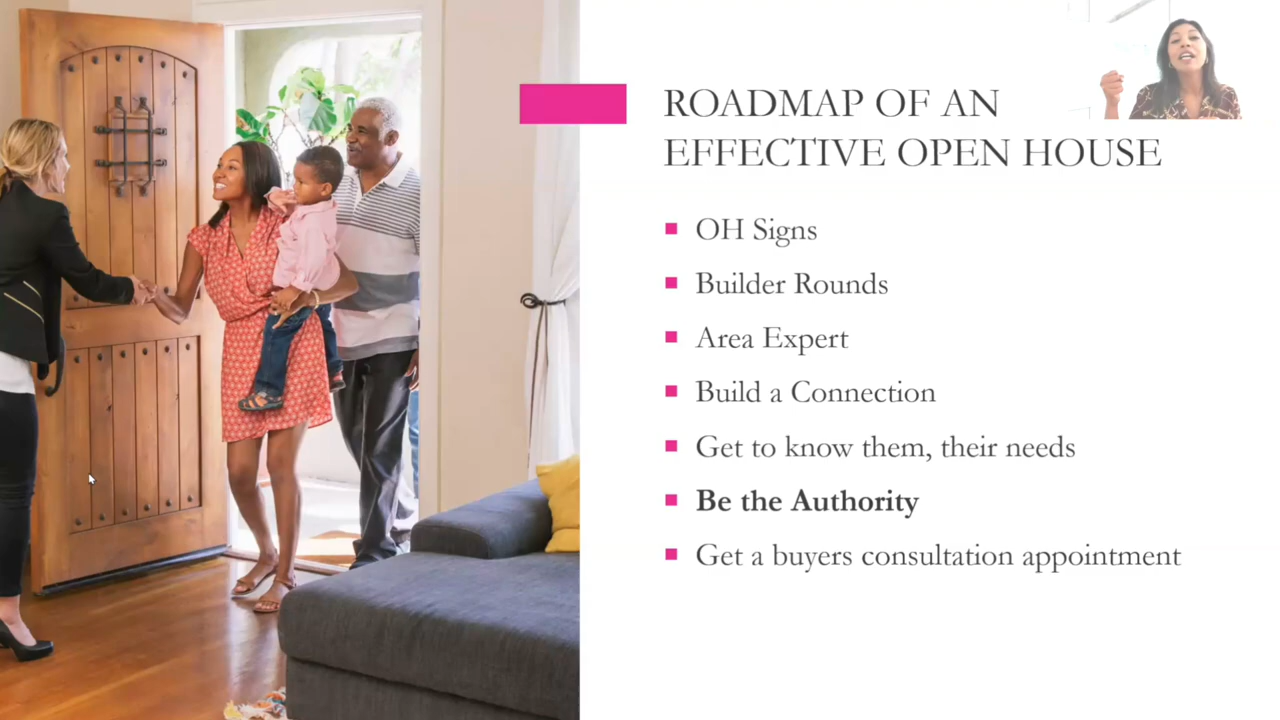 ROADMAP OF AN
EFFECTIVE OPEN HOUSE
OH Signs
Builder Rounds
Area Expert
Build a Connection
Get to know them, their needs
Be the Authority
Get a buyers consultation appointment